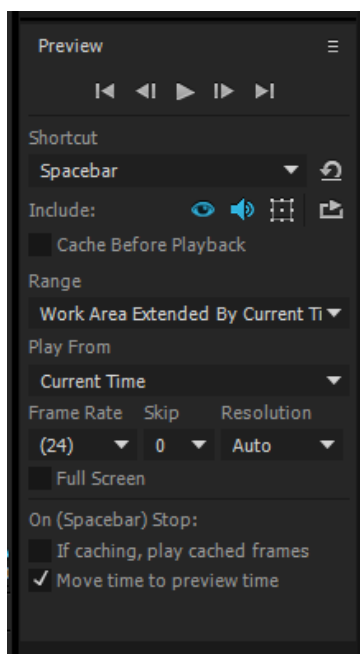 Preview
Shortcut
Spacebar
Include:
Cache Before Playback
Range
Work Area Extended By Current Ti
Play From
Current Time
Frame Rate Skip Resolution
(24) 0 Auto
Full Screen
On (Spacebar) Stop:
If caching, play cached frames
Move time to preview time